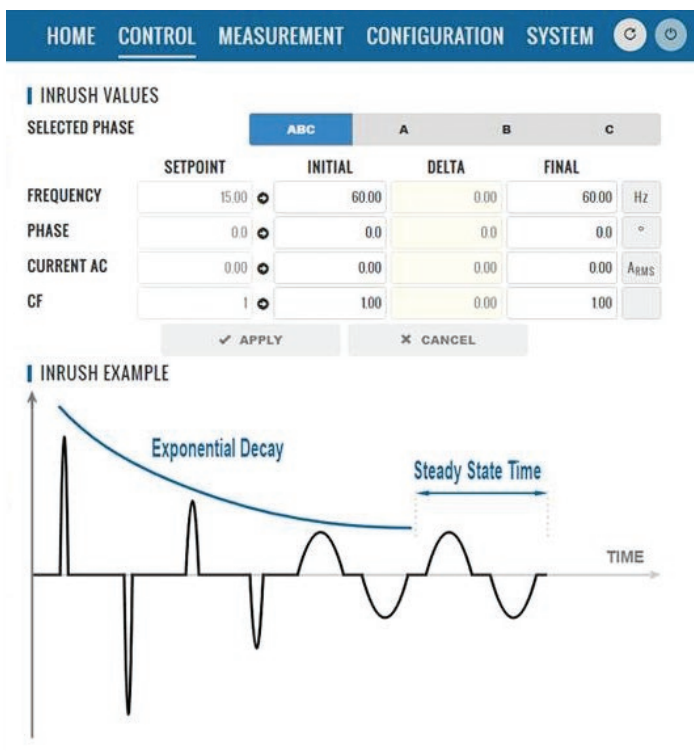 HOME CONTROL MEASUREMENT CONFIGURATION SYSTEM
INRUSH VALUES
SELECTED PHASE ABC A B C
SETPOINT INITIAL DELTA FINAL
FREQUENCY 15.00 60.00 0.00 60.00 Hz
PHASE 0.0 0.0 0.0 0.0 °
CURRENT AC 0.00 0.00 0.00 0.00 ARMS
CF 1 1.00 0.00 1.00
✔ APPLY ✖ CANCEL
INRUSH EXAMPLE
Exponential Decay
Steady State Time
TIME